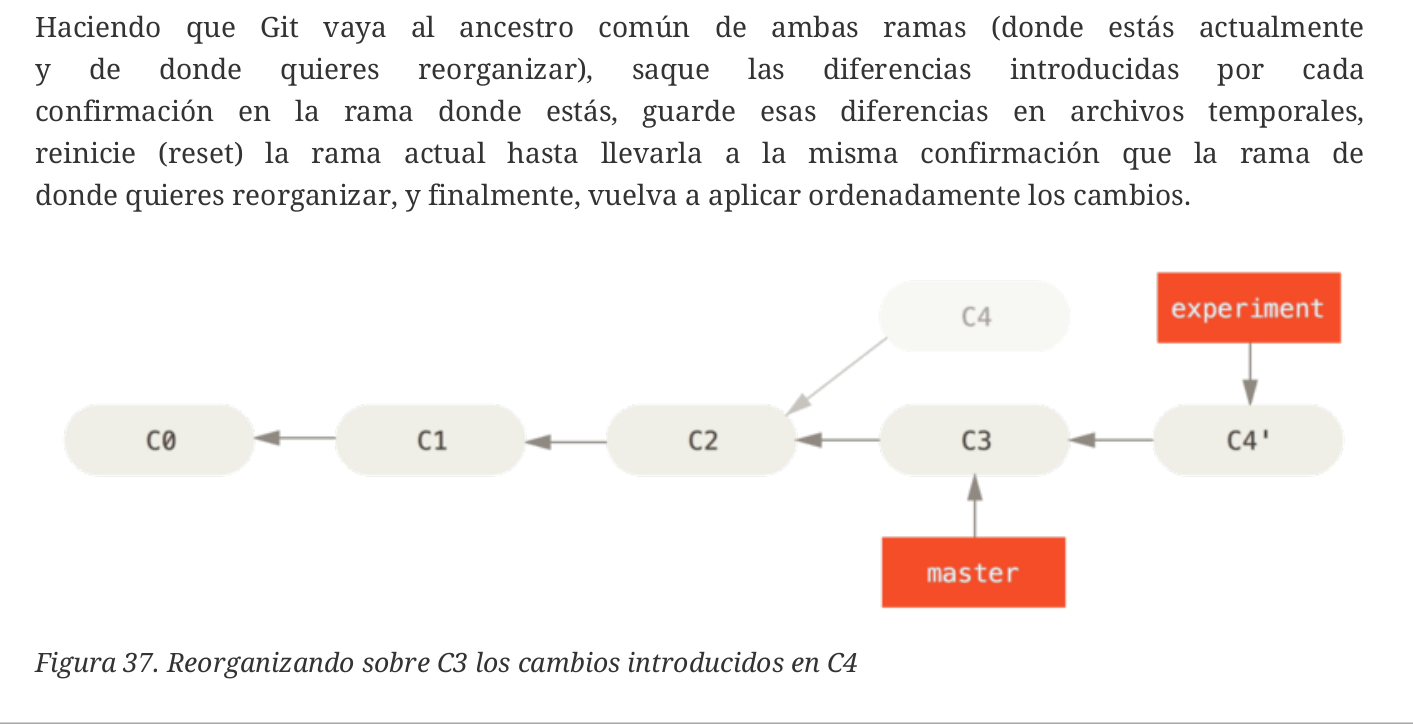 Haciendo que Git vaya al ancestro común de ambas ramas (donde estás actualmente
y de donde quieres reorganizar), saque las diferencias introducidas por cada
confirmación en la rama donde estás, guarde esas diferencias en archivos temporales,
reinicie (reset) la rama actual hasta llevarla a la misma confirmación que la rama de
donde quieres reorganizar, y finalmente, vuelva a aplicar ordenadamente los cambios.
experiment
C4
C0
C1
C2
C3
C4'
master
Figura 37. Reorganizando sobre C3 los cambios introducidos en C4